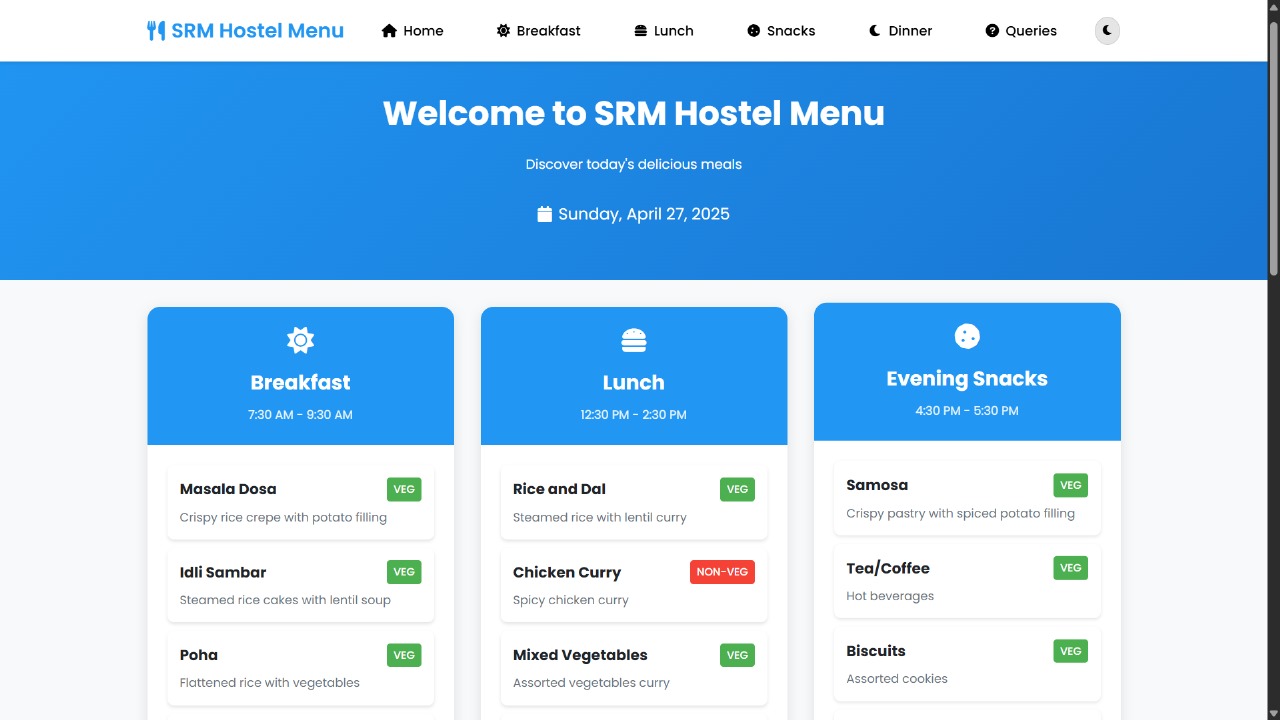 SRM Hostel Menu
Home
Breakfast
Lunch
Snacks
Dinner
Queries
Welcome to SRM Hostel Menu
Discover today's delicious meals
Sunday, April 27, 2025
Breakfast
7:30 AM - 9:30 AM
Masala Dosa
VEG
Crispy rice crepe with potato filling
Idli Sambar
VEG
Steamed rice cakes with lentil soup
Poha
VEG
Flattened rice with vegetables
Lunch
12:30 PM - 2:30 PM
Rice and Dal
VEG
Steamed rice with lentil curry
Chicken Curry
NON-VEG
Spicy chicken curry
Mixed Vegetables
VEG
Assorted vegetables curry
Evening Snacks
4:30 PM - 5:30 PM
Samosa
VEG
Crispy pastry with spiced potato filling
Tea/Coffee
VEG
Hot beverages
Biscuits
VEG
Assorted cookies